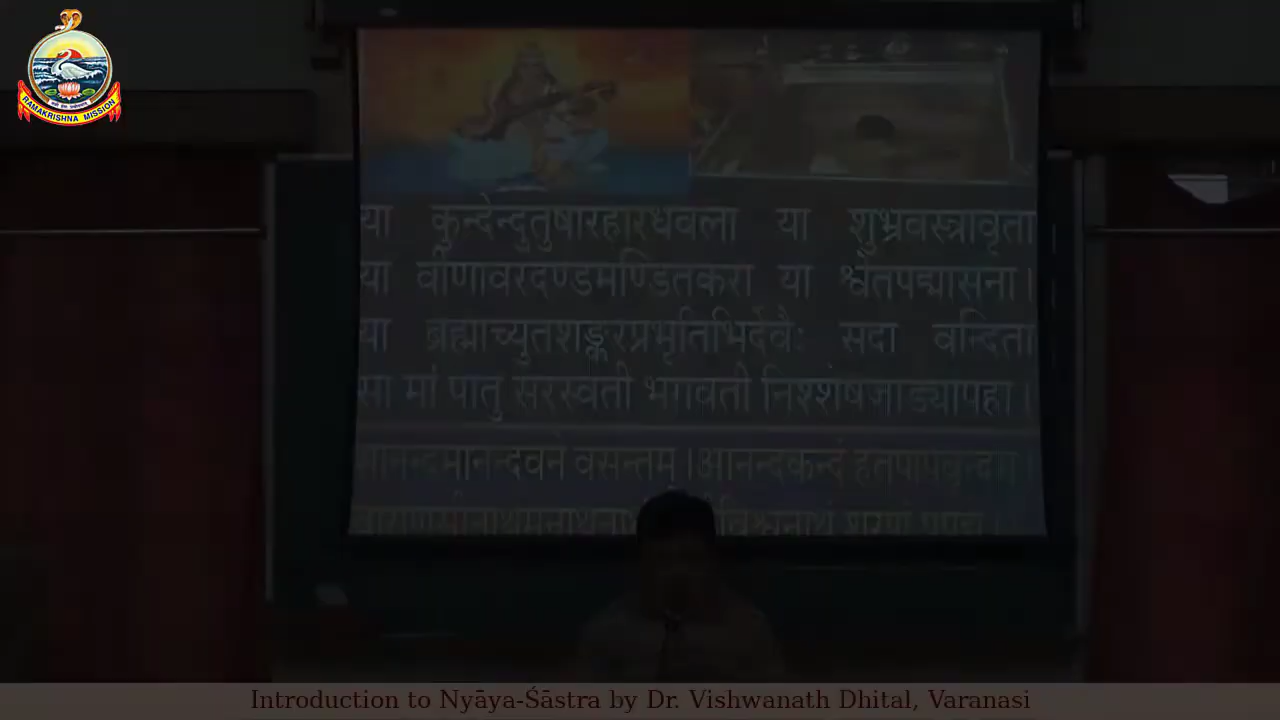 RAMAKRISHNA MISSION
या कुन्देन्दुतुषारहारधवला या शुभ्रवस्त्रावृता
या वीणावरदण्डमण्डितकरा या श्वेतपद्मासना।
या ब्रह्माच्युतशङ्करप्रभृतिभिर्देवैः सदा वन्दिता
सा मां पातु सरस्वती भगवती निश्शेषजाड्यापहा।
सानन्दमानन्दवने वसन्तम्।आनन्दकन्दं हतपापवृन्दम्।
Introduction to Nyāya-Śāstra by Dr. Vishwanath Dhital, Varanasi